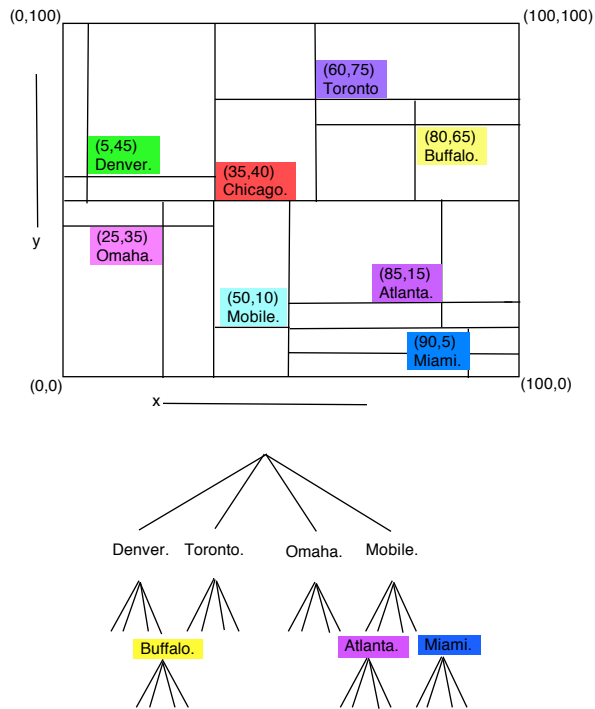 (0,100)
(100,100)
(60,75)
Toronto
(80,65)
Buffalo.
(5,45)
Denver.
(35,40)
Chicago.
y
(25,35)
Omaha.
(85,15)
Atlanta.
(50,10)
Mobile.
(90,5)
Miami.
(0,0)
(100,0)
x
Denver. Toronto. Omaha. Mobile.
Buffalo. Atlanta. Miami.